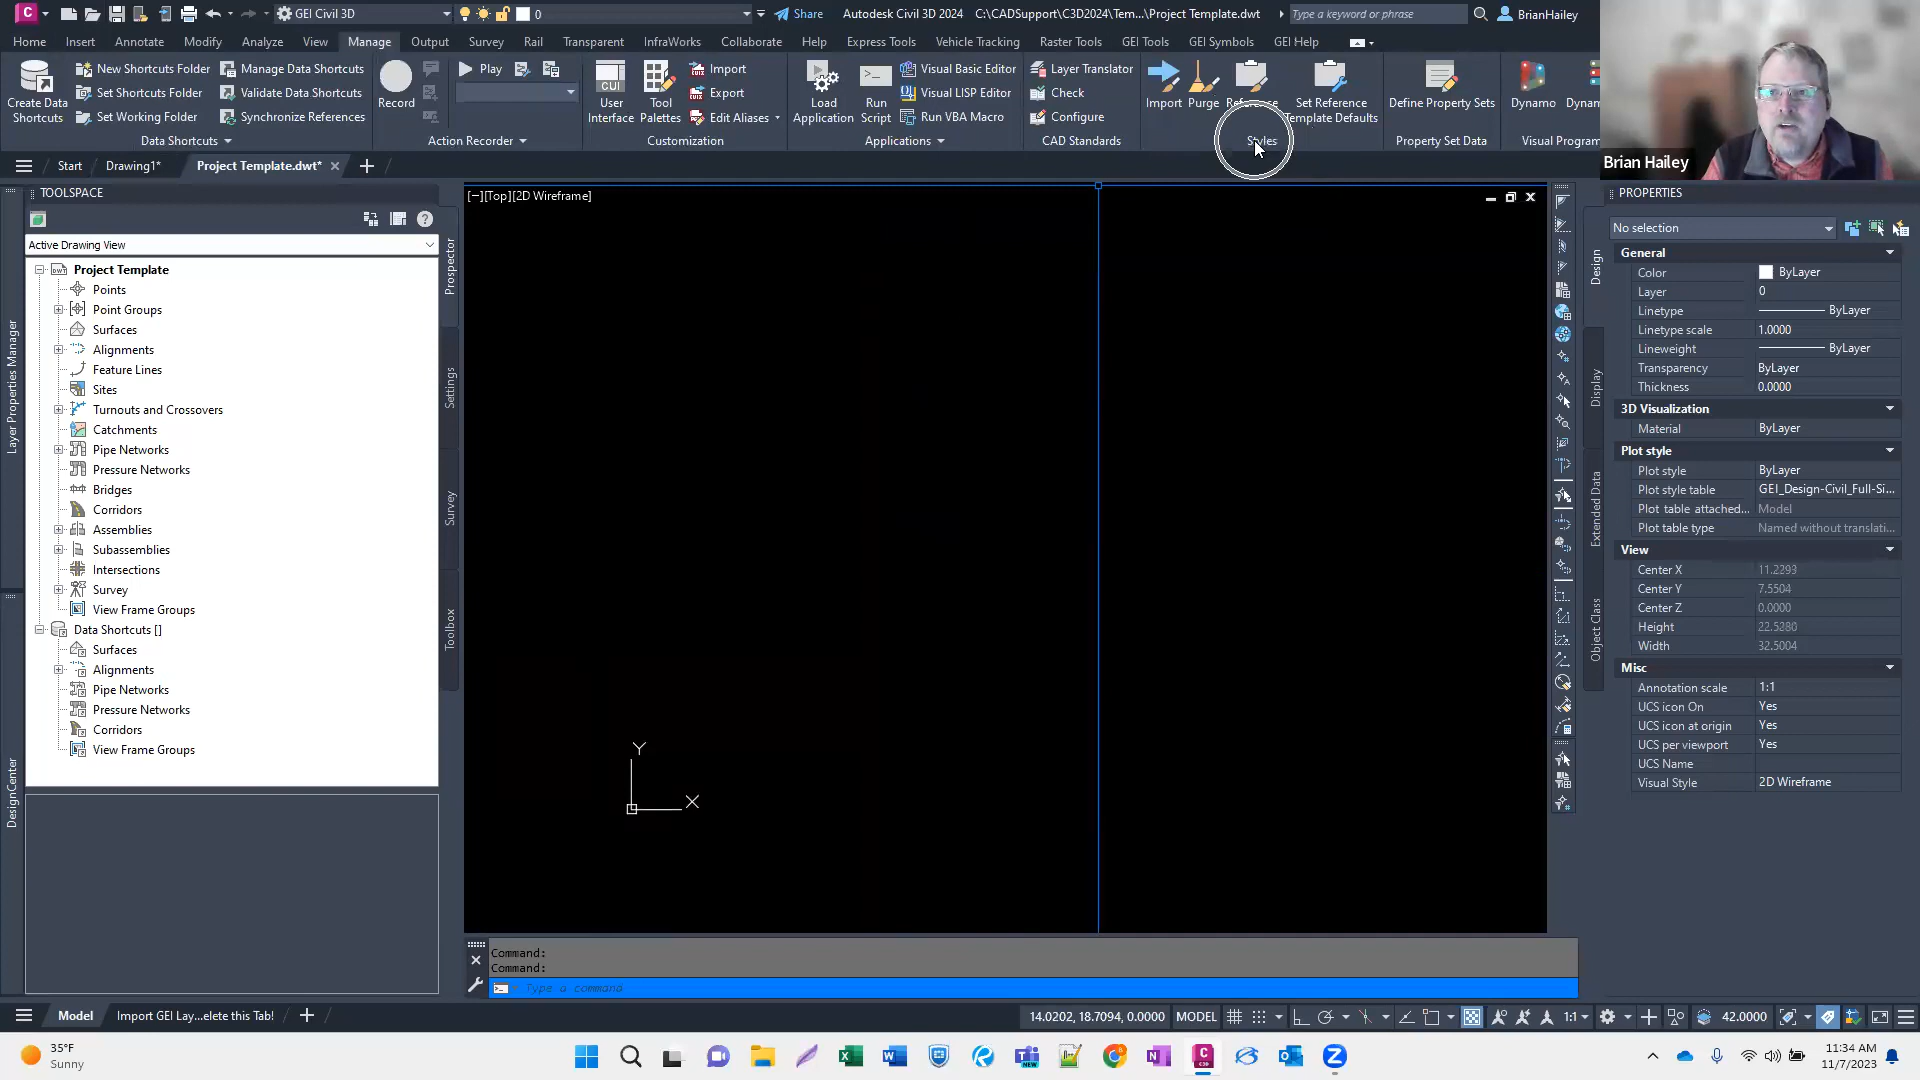 GEI Civil 3D
0
Share
Autodesk Civil 3D 2024 C:\CADSupport\C3D2024\Tem...\Project Template.dwt
Type a keyword or phrase
BrianHailey
Home Insert Annotate Modify Analyze View Manage Output Survey Rail Transparent InfraWorks Collaborate Help Express Tools Vehicle Tracking Raster Tools GEI Tools GEI Symbols GEI Help
Create Data Shortcuts
New Shortcuts Folder
Set Shortcuts Folder
Set Working Folder
Manage Data Shortcuts
Validate Data Shortcuts
Synchronize References
Data Shortcuts
Record
Play
Action Recorder
CUI
User Interface
Tool Palettes
Import
Export
Edit Aliases
Customization
Load Application
Run Script
Visual Basic Editor
Visual LISP Editor
Run VBA Macro
Applications
Layer Translator
Check
Configure
CAD Standards
Import
Purge
Set Reference Template Defaults
Styles
Define Property Sets
Property Set Data
Dynamo
Dynam
Visual Program
Brian Hailey
Start
Drawing1*
Project Template.dwt*
TOOLSPACE
Active Drawing View
Project Template
Points
Point Groups
Surfaces
Alignments
Feature Lines
Sites
Turnouts and Crossovers
Catchments
Pipe Networks
Pressure Networks
Bridges
Corridors
Assemblies
Subassemblies
Intersections
Survey
View Frame Groups
Data Shortcuts []
Surfaces
Alignments
Pipe Networks
Pressure Networks
Corridors
View Frame Groups
Layer Properties Manager
DesignCenter
Prospector
Settings
Survey
Toolbox
[−][Top][2D Wireframe]
Y
X
Command:
Command:
Type a command
Design
Display
Extended Data
Object Class
PROPERTIES
No selection
General
Color ByLayer
Layer 0
Linetype ByLayer
Linetype scale 1.0000
Lineweight ByLayer
Transparency ByLayer
Thickness 0.0000
3D Visualization
Material ByLayer
Plot style
Plot style ByLayer
Plot style table GEI_Design-Civil_Full-Si...
Plot table attached... Model
Plot table type Named without translati...
View
Center X 11.2293
Center Y 7.5504
Center Z 0.0000
Height
Width 32.5004
Misc
Annotation scale 1:1
UCS icon On Yes
UCS icon at origin Yes
UCS per viewport Yes
UCS Name
Visual Style 2D Wireframe
Model
Import GEI Lay...elete this Tab!
14.0202, 18.7094, 0.0000 MODEL
1:1
42.0000
35°F
Sunny
11:34 AM
11/7/2023